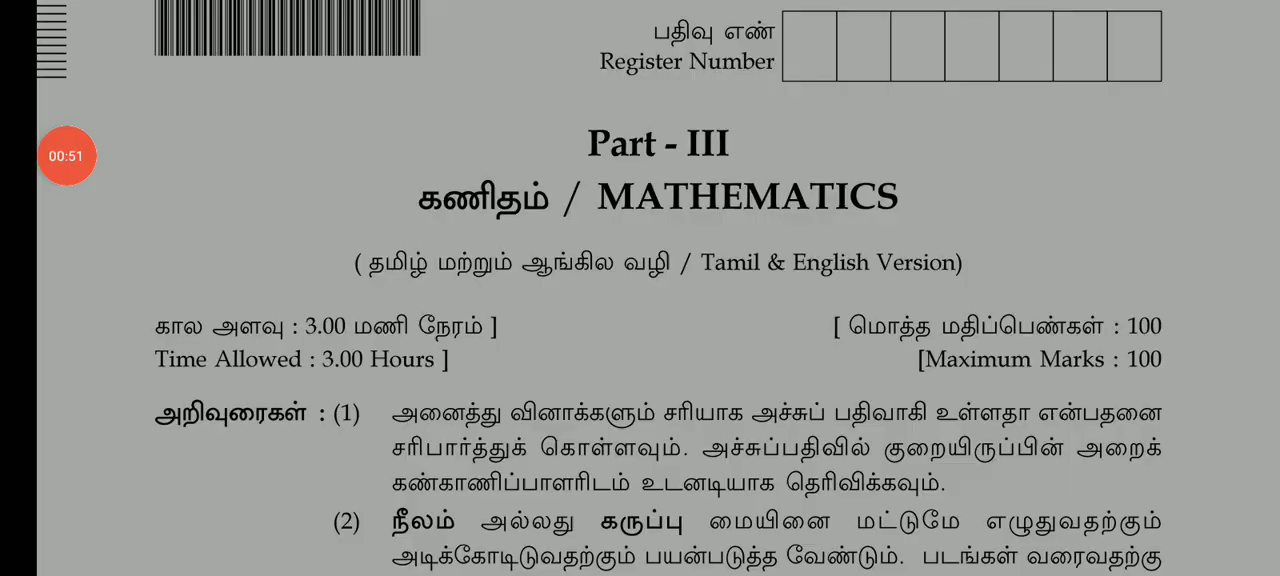 பதிவு எண்
Register Number
00:51
Part - III
கணிதம் / MATHEMATICS
( தமிழ் மற்றும் ஆங்கில வழி / Tamil & English Version)
கால அளவு : 3.00 மணி நேரம் ] [ மொத்த மதிப்பெண்கள் : 100
Time Allowed : 3.00 Hours ] [Maximum Marks : 100
அறிவுரைகள் : (1) அனைத்து வினாக்களும் சரியாக அச்சுப் பதிவாகி உள்ளதா என்பதனை
சரிபார்த்துக் கொள்ளவும். அச்சுப்பதிவில் குறையிருப்பின் அறைக்
கண்காணிப்பாளரிடம் உடனடியாக தெரிவிக்கவும்.
(2) நீலம் அல்லது கருப்பு மையினை மட்டுமே எழுதுவதற்கும்
அடிக்கோடிடுவதற்கும் பயன்படுத்த வேண்டும். படங்கள் வரைவதற்கு